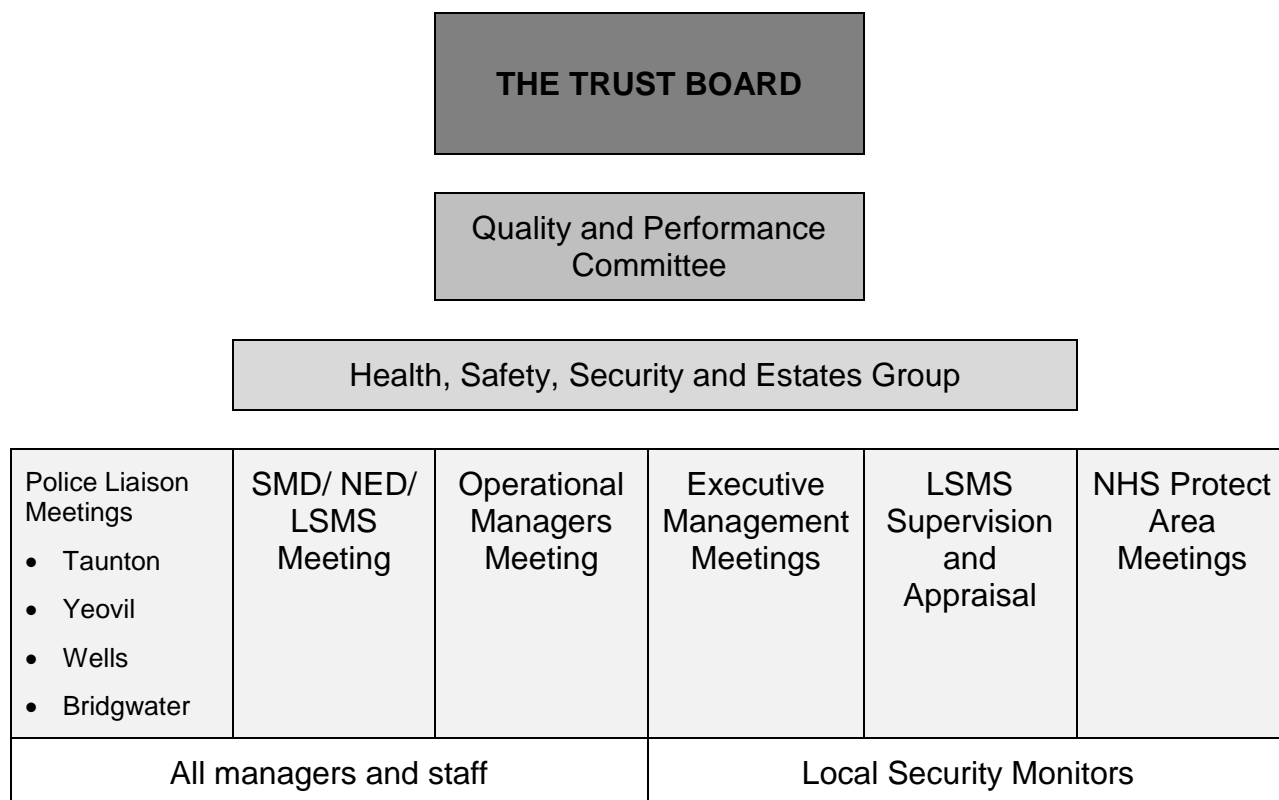 THE TRUST BOARD
Quality and Performance
Committee
Health, Safety, Security and Estates Group
Police Liaison
Meetings
• Taunton
• Yeovil
• Wells
• Bridgwater
SMD/ NED/
LSMS
Meeting
Operational
Managers
Meeting
Executive
Management
Meetings
LSMS
Supervision
and
Appraisal
NHS Protect
Area
Meetings
All managers and staff
Local Security Monitors